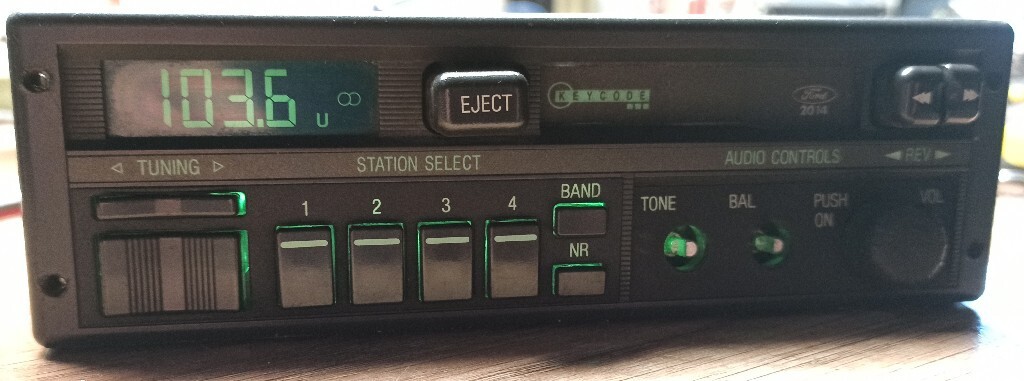 103.6 U
EJECT
KEYCODE
Ford
2014
TUNING
STATION SELECT
AUDIO CONTROLS
REV
1 2 3 4
BAND
NR
TONE
BAL
PUSH
ON
VOL